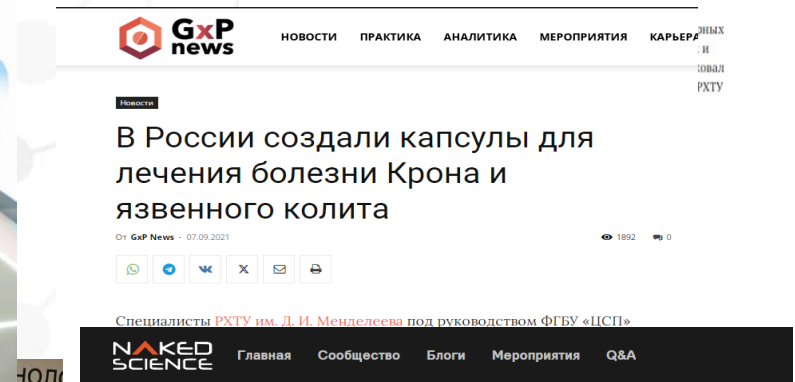 GxP
news
НОВОСТИ ПРАКТИКА АНАЛИТИКА МЕРОПРИЯТИЯ КАРЬЕРА
и
РХТУ
Новости
В России создали капсулы для
лечения болезни Крона и
язвенного колита
От GxP News - 07.09.2021 1892 0
Специалисты РХТУ им. Д. И. Менделеева под руководством ФГБУ «ЦСП»
NAKED
SCIENCE
Главная Сообщество Блоги Мероприятия Q&A